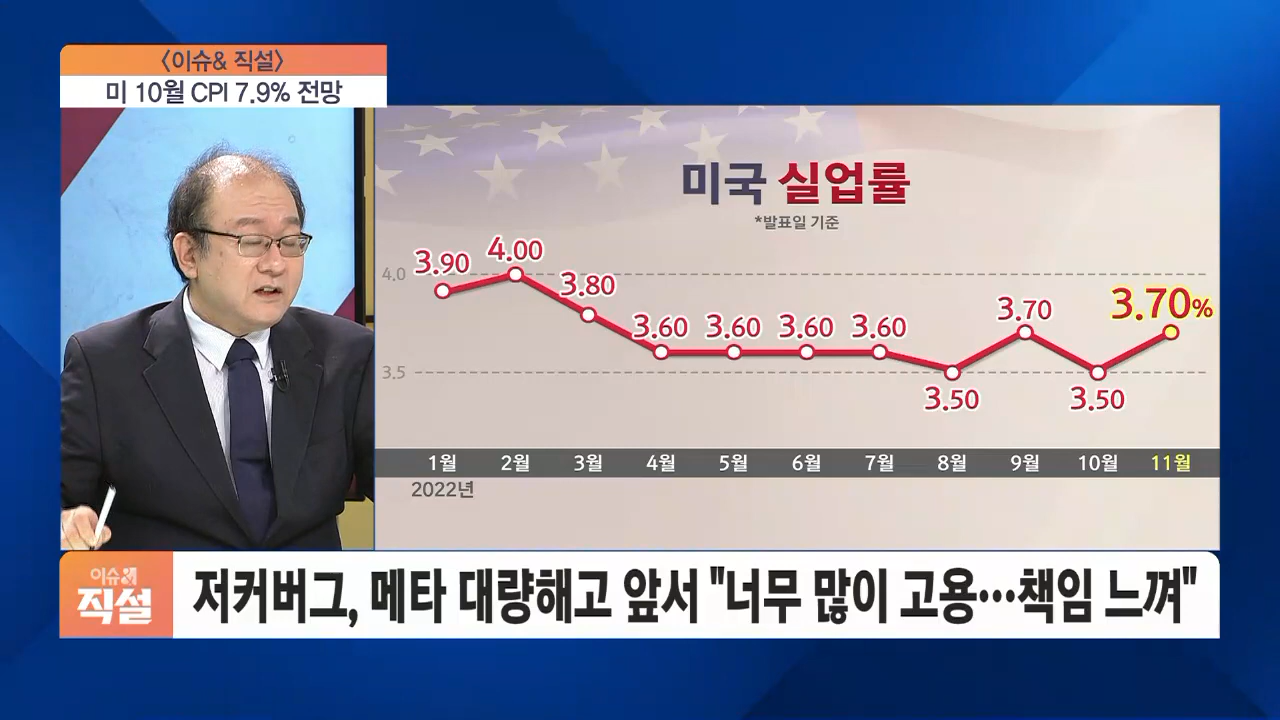 〈이슈& 직설〉
미 10월 CPI 7.9% 전망
미국 실업률
*발표일 기준
4.0
3.5
3.90
4.00
3.80
3.60
3.60
3.60
3.60
3.50
3.70
3.50
3.70%
1월 2월 3월 4월 5월 6월 7월 8월 9월 10월 11월
2022년
이슈&
직설
저커버그, 메타 대량해고 앞서 "너무 많이 고용…책임 느껴"